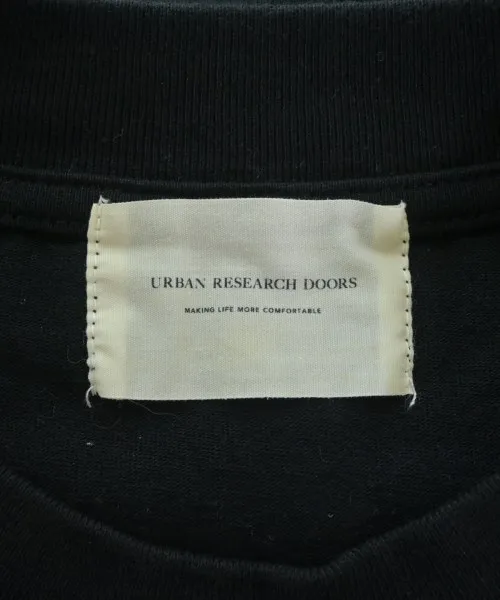 URBAN RESEARCH DOORS
MAKING LIFE MORE COMFORTABLE